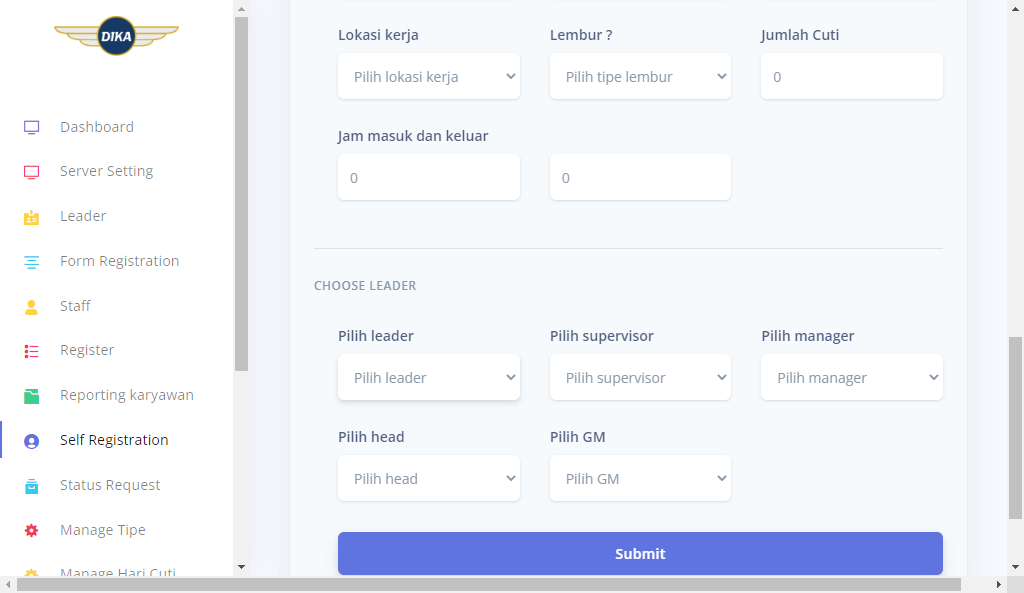 DIKA
Dashboard
Server Setting
Leader
Form Registration
Staff
Register
Reporting karyawan
Self Registration
Status Request
Manage Tipe
Manage Hari Cuti
Lokasi kerja
Lembur ?
Jumlah Cuti
Pilih lokasi kerja
Pilih tipe lembur
0
Jam masuk dan keluar
0
0
CHOOSE LEADER
Pilih leader
Pilih supervisor
Pilih manager
Pilih leader
Pilih supervisor
Pilih manager
Pilih head
Pilih GM
Pilih head
Pilih GM
Submit